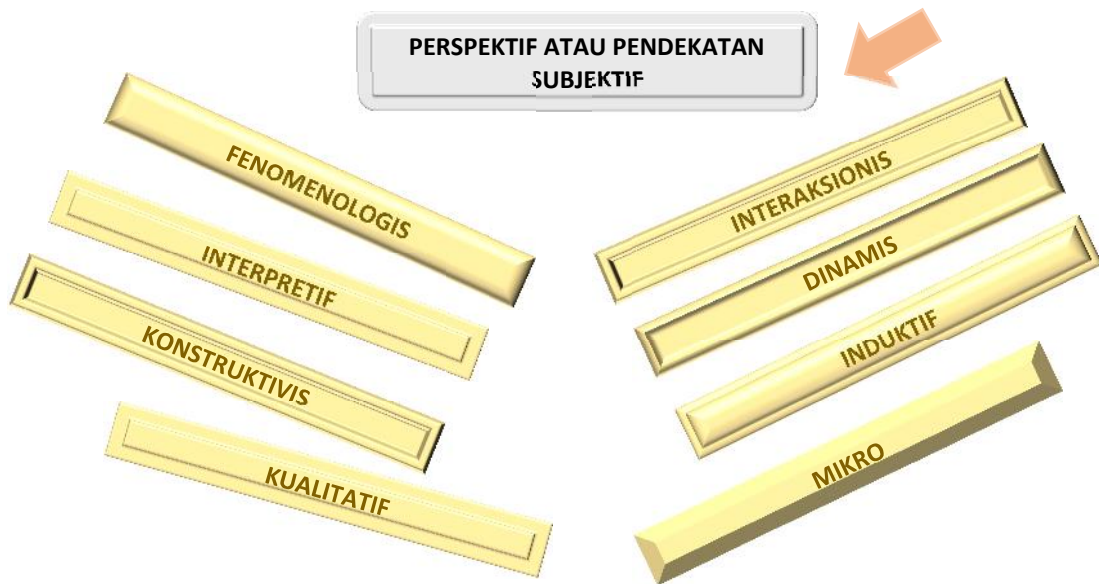 PERSPEKTIF ATAU PENDEKATAN
SUBJEKTIF
FENOMENOLOGIS
INTERPRETIF
KONSTRUKTIVIS
KUALITATIF
INTERAKSIONIS
DINAMIS
INDUKTIF
MIKRO